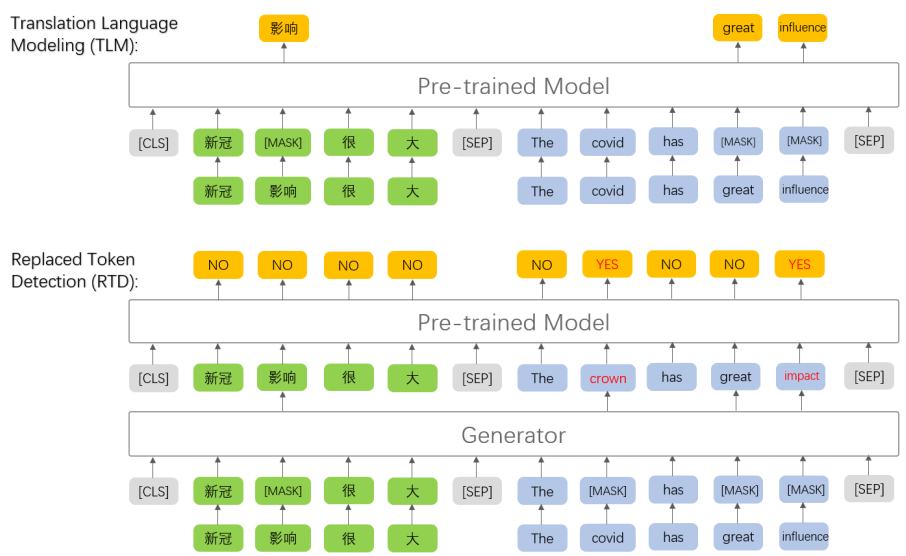 Translation Language
Modeling (TLM):
影响 great influence
Pre-trained Model
[CLS] 新冠 [MASK] 很 大 [SEP] The covid has [MASK] [MASK] [SEP]
新冠 影响 很 大 The covid has great influence
Replaced Token
Detection (RTD):
NO NO NO NO NO YES NO NO YES
Pre-trained Model
[CLS] 新冠 影响 很 大 [SEP] The crown has great impact [SEP]
Generator
[CLS] 新冠 [MASK] 很 大 [SEP] The [MASK] has [MASK] [MASK] [SEP]
新冠 影响 很 大 The covid has great influence